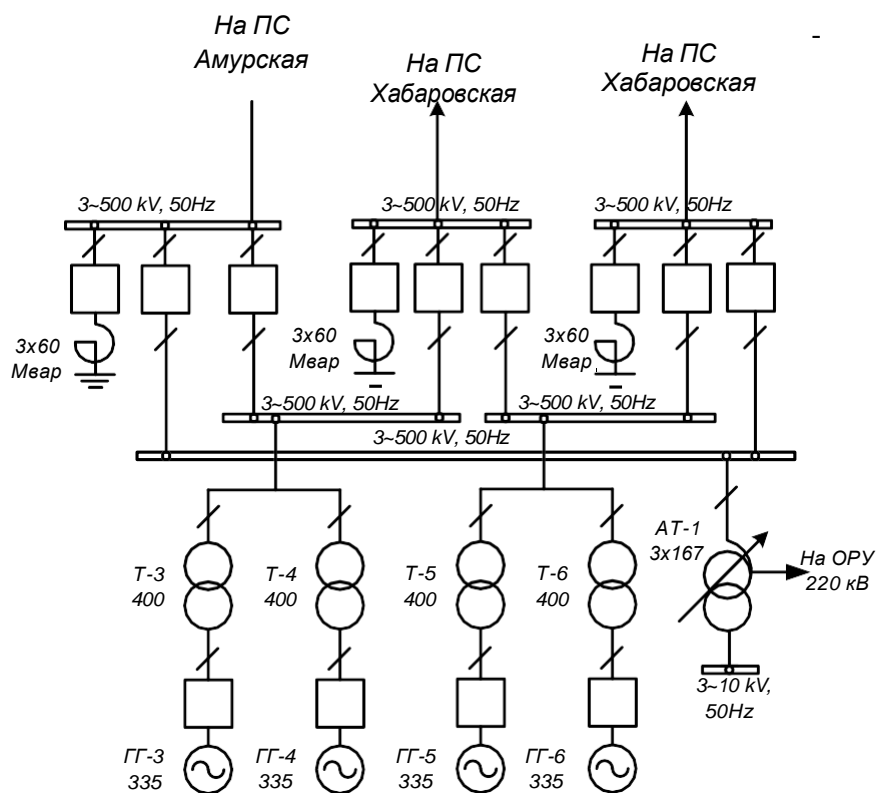 На ПС
Амурская
На ПС
Хабаровская
На ПС
Хабаровская
-
3~500 kV, 50Hz
3~500 kV, 50Hz
3~500 kV, 50Hz
3x60
Мвар
3x60
Мвар
3x60
Мвар
3~500 kV, 50Hz
3~500 kV, 50Hz
3~500 kV, 50Hz
АТ-1
3x167
На ОРУ
220 кВ
Т-3
400
Т-4
400
Т-5
400
Т-6
400
3~10 kV,
50Hz
ГГ-3
335
ГГ-4
335
ГГ-5
335
ГГ-6
335